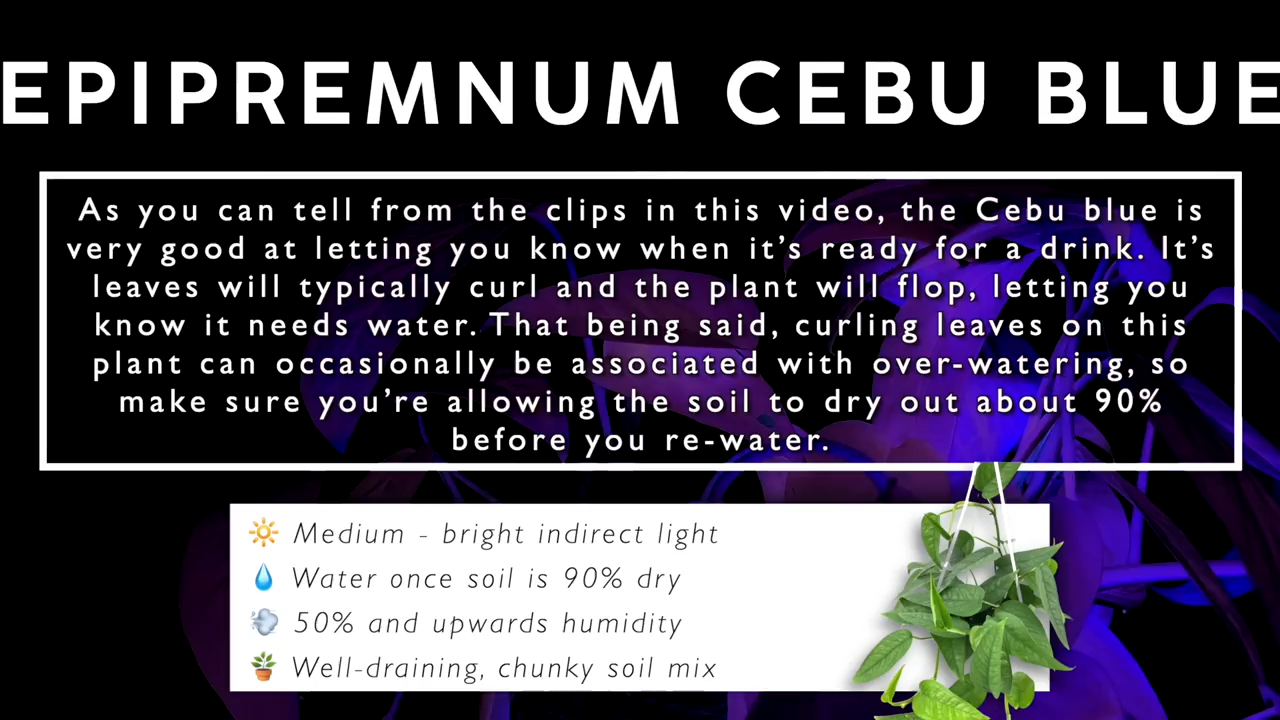 EPIPREMNUM CEBU BLUE
As you can tell from the clips in this video, the Cebu blue is
very good at letting you know when it’s ready for a drink. It’s
leaves will typically curl and the plant will flop, letting you
know it needs water. That being said, curling leaves on this
plant can occasionally be associated with over-watering, so
make sure you’re allowing the soil to dry out about 90%
before you re-water.
Medium - bright indirect light
Water once soil is 90% dry
50% and upwards humidity
Well-draining, chunky soil mix